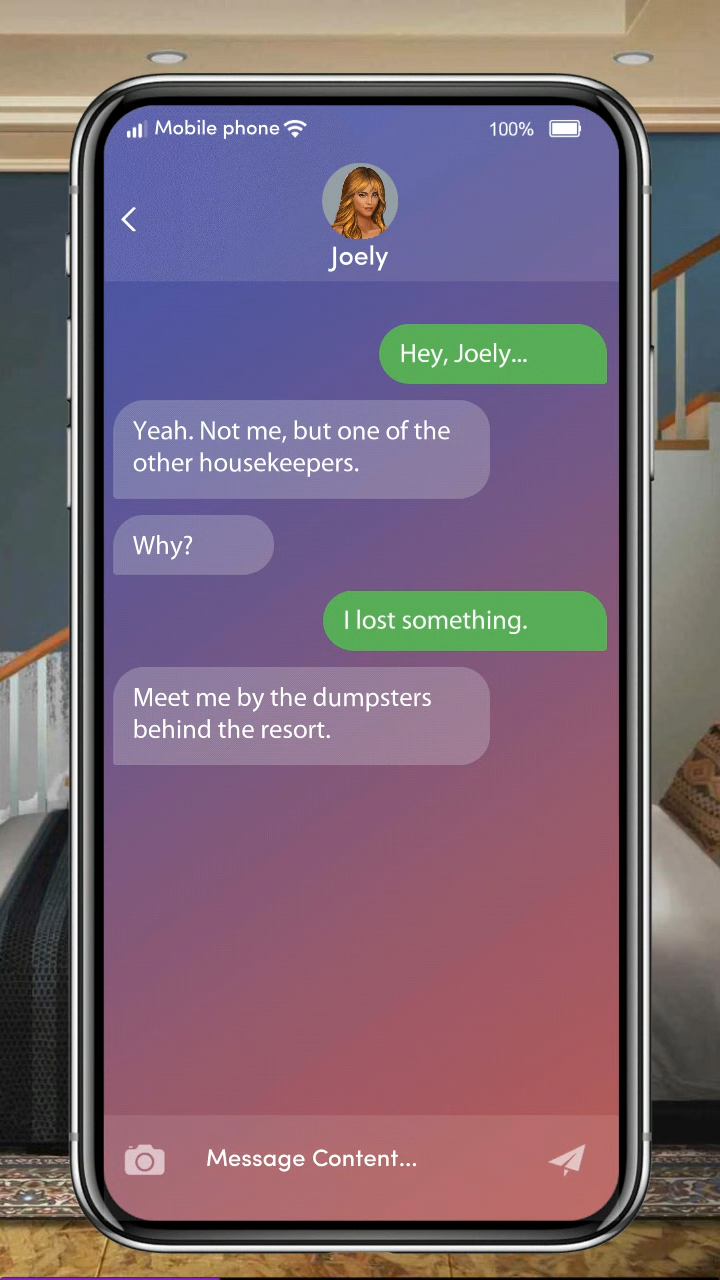 Mobile phone 100%
Joely
Hey, Joely...
Yeah. Not me, but one of the
other housekeepers.
Why?
I lost something.
Meet me by the dumpsters
behind the resort.
Message Content...